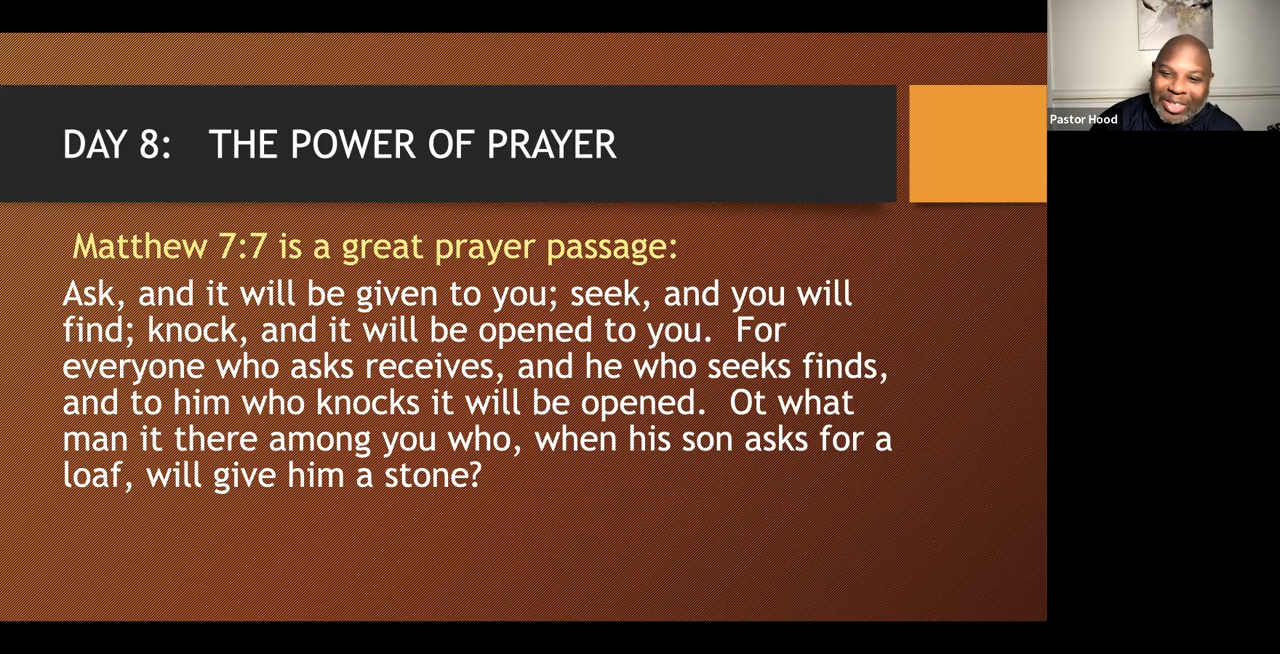 DAY 8: THE POWER OF PRAYER
Matthew 7:7 is a great prayer passage:
Ask, and it will be given to you; seek, and you will
find; knock, and it will be opened to you. For
everyone who asks receives, and he who seeks finds,
and to him who knocks it will be opened. Ot what
man it there among you who, when his son asks for a
loaf, will give him a stone?
Pastor Hood